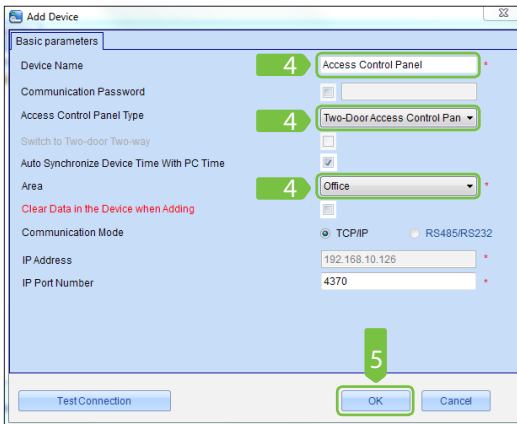 Add Device
Basic parameters
Device Name 4 Access Control Panel *
Communication Password
Access Control Panel Type 4 Two-Door Access Control Pan
Switch to Two-door Two-way
Auto Synchronize Device Time With PC Time
Area 4 Office *
Clear Data in the Device when Adding
Communication Mode TCP/IP RS485/RS232
IP Address 192.168.10.126 *
IP Port Number 4370 *
5
Test Connection OK Cancel